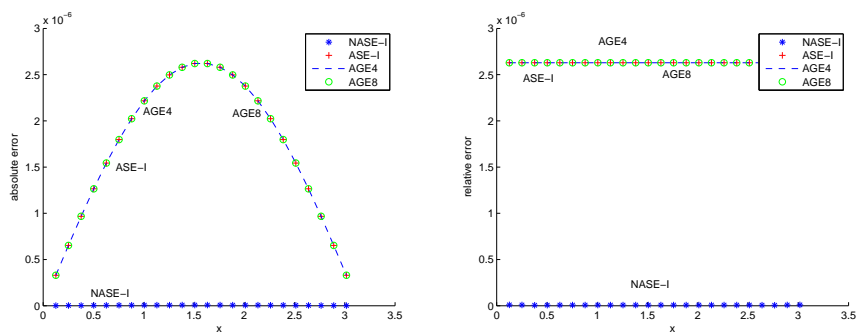 x 10−6
3
2.5
2
1.5
1
0.5
0
0 0.5 1 1.5 2 2.5 3 3.5
x
absolute error
NASE−I
ASE−I
AGE4
AGE8
AGE4
AGE8
ASE−I
NASE−I
x 10−6
3
2.5
2
1.5
1
0.5
0
0 0.5 1 1.5 2 2.5 3 3.5
x
relative error
AGE4
NASE−I
ASE−I
AGE4
AGE8
ASE−I
AGE8
NASE−I